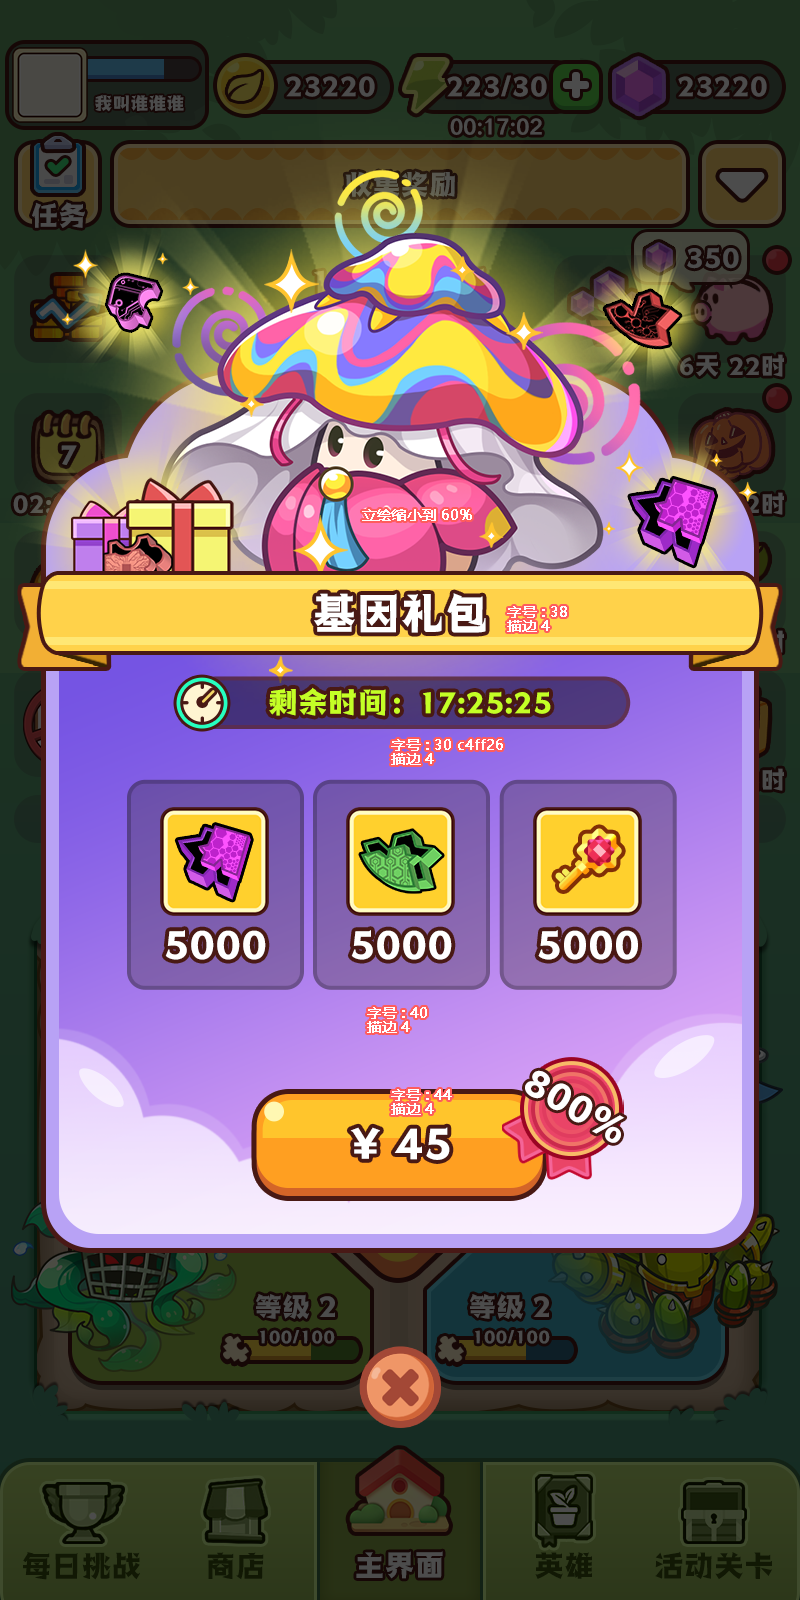 我叫谁谁谁
23220
223/30
23220
00:17:02
任务
收集奖励
350
6天 22时
7
02:
2时
立绘缩小到 60%
基因礼包
字号 : 38
描边 4
剩余时间：17:25:25
字号 : 30 c4ff26
描边 4
时
5000
5000
5000
字号 : 40
描边 4
字号 : 44
描边 4
¥ 45
800%
等级 2
100/100
等级 2
100/100
每日挑战
商店
主界面
英雄
活动关卡